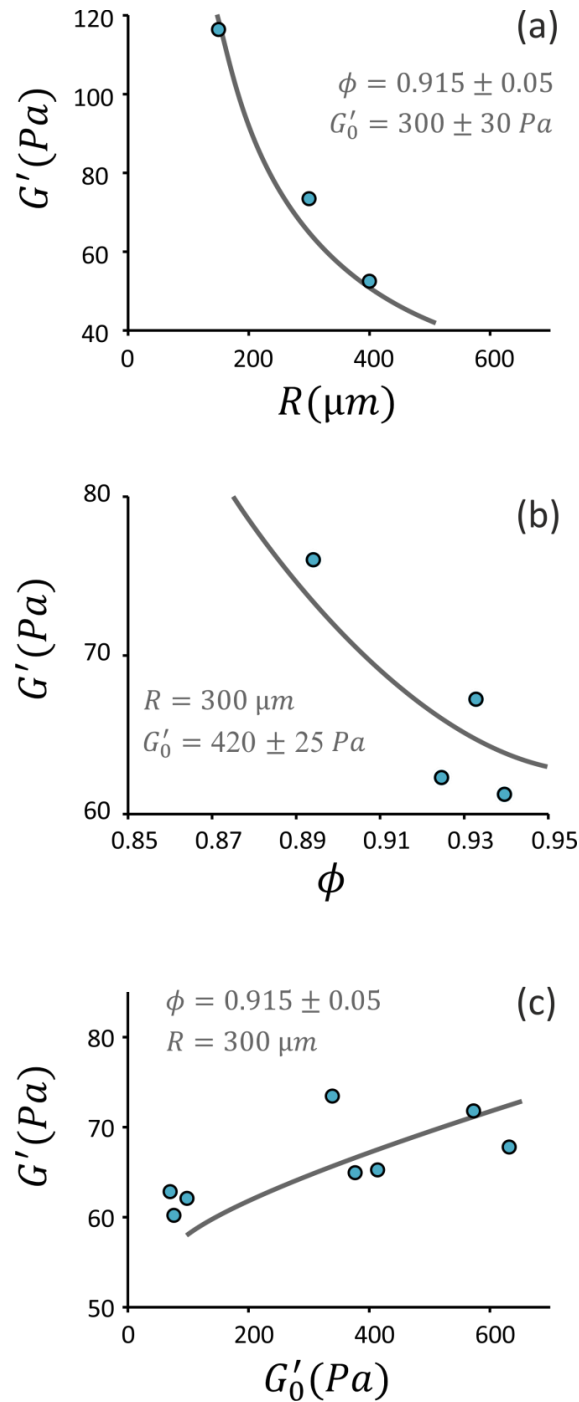 (a)
120
100
80
60
40
G′(Pa)
ϕ = 0.915 ± 0.05
G′₀ = 300 ± 30 Pa
0 200 400 600
R(μm)
(b)
80
70
60
G′(Pa)
R = 300 μm
G′₀ = 420 ± 25 Pa
0.85 0.87 0.89 0.91 0.93 0.95
ϕ
(c)
ϕ = 0.915 ± 0.05
R = 300 μm
80
70
60
50
G′(Pa)
0 200 400 600
G′₀(Pa)